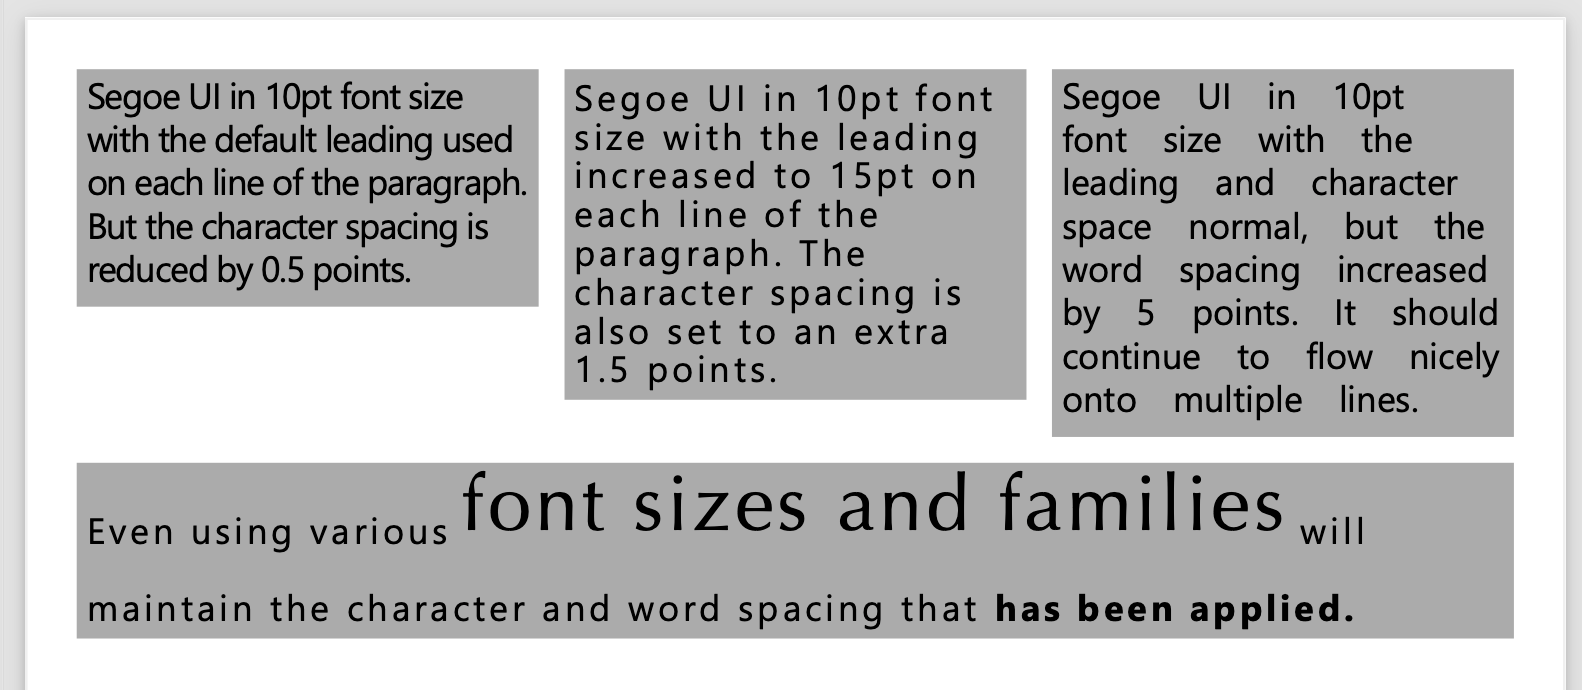 Segoe UI in 10pt font size
with the default leading used
on each line of the paragraph.
But the character spacing is
reduced by 0.5 points.
Segoe UI in 10pt font
size with the leading
increased to 15pt on
each line of the
paragraph. The
character spacing is
also set to an extra
1.5 points.
Segoe UI in 10pt
font size with the
leading and character
space normal, but the
word spacing increased
by 5 points. It should
continue to flow nicely
onto multiple lines.
Even using various font sizes and families will
maintain the character and word spacing that has been applied.